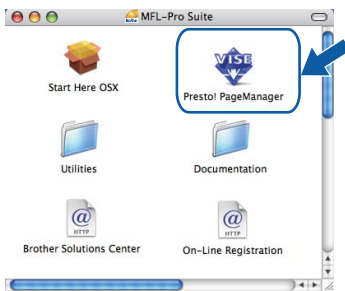 MFL-Pro Suite
VISE
Start Here OSX
Presto! PageManager
Utilities
Documentation
@
HTTP
@
HTTP
Brother Solutions Center
On-Line Registration